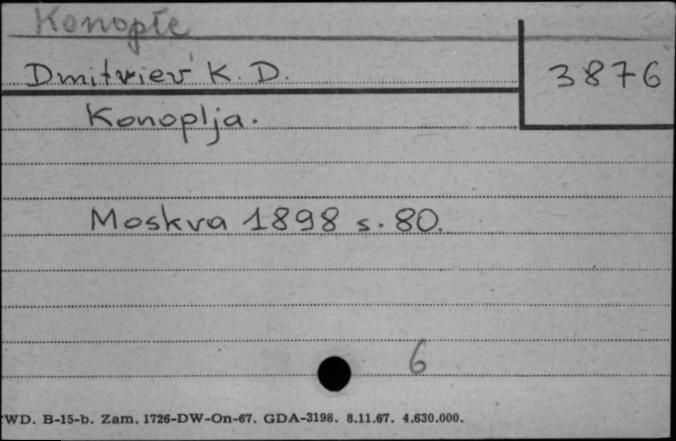 Konopie
Dmitriev K. D.
3876
Konoplja.
Moskva 1898 s. 80.
6
WD. B-15-b. Zam. 1726-DW-On-67. GDA-3198. 8.11.67. 4.630.000.